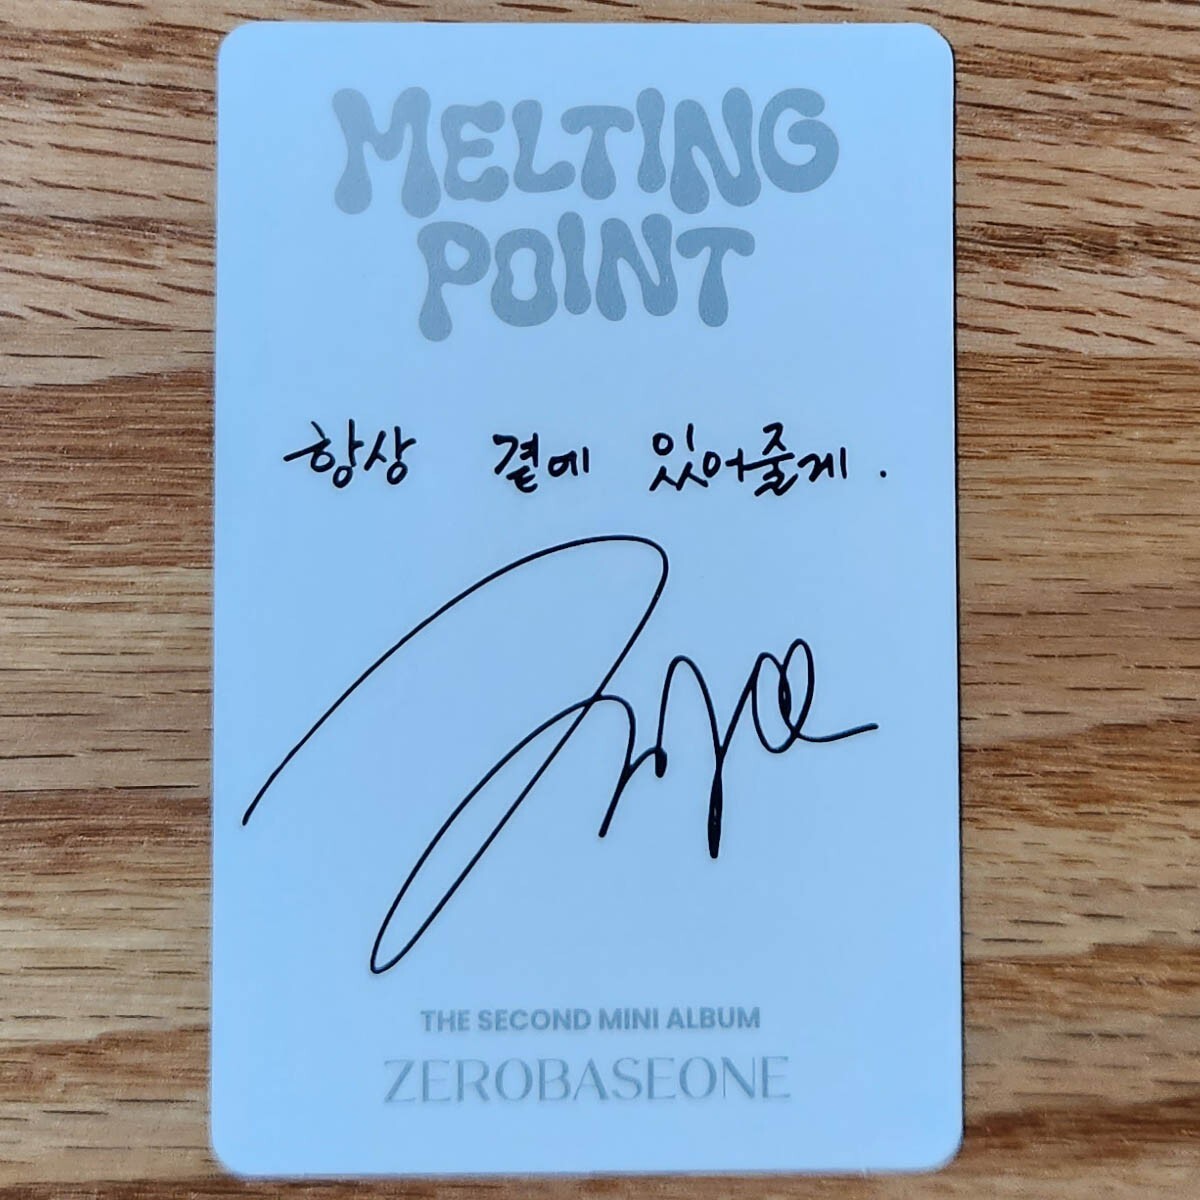 MELTING
POINT
항상 곁에 있어줄게.
THE SECOND MINI ALBUM
ZEROBASEONE